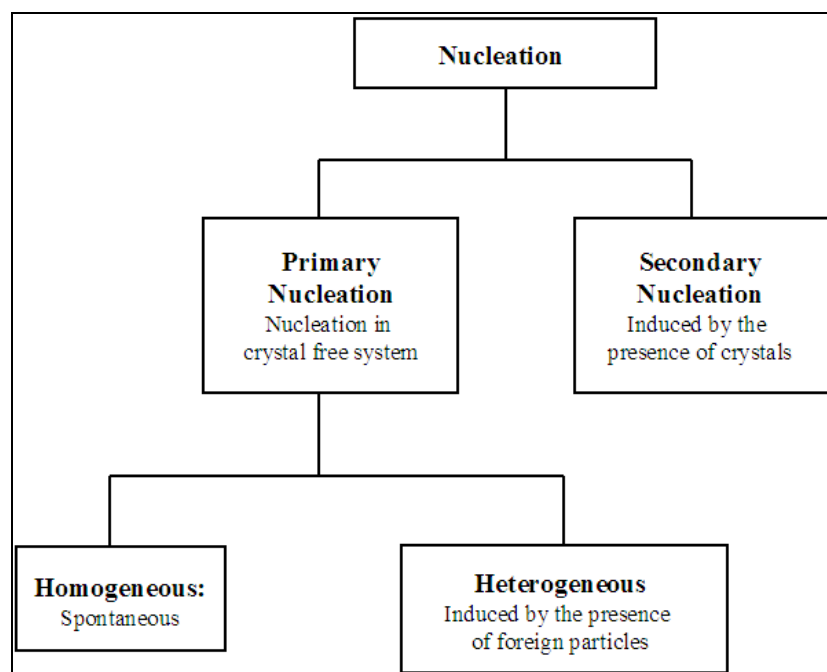 Nucleation
Primary
Nucleation
Nucleation in
crystal free system
Secondary
Nucleation
Induced by the
presence of crystals
Homogeneous:
Spontaneous
Heterogeneous
Induced by the presence
of foreign particles